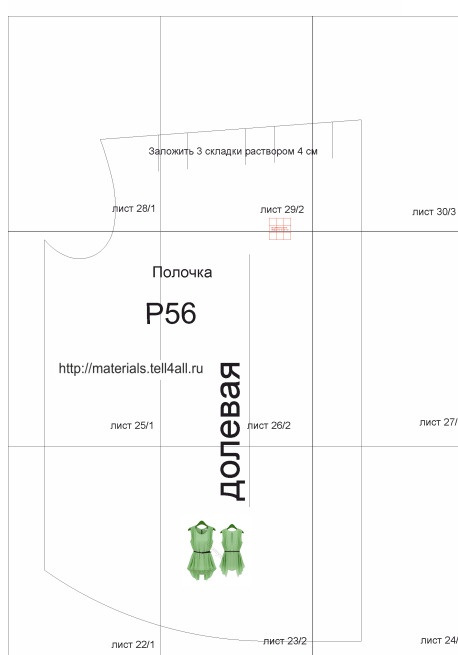 Заложить 3 складки раствором 4 см
лист 28/1
лист 29/2
лист 30/3
Полочка
P56
http://materials.tell4all.ru
долевая
лист 25/1
лист 26/2
лист 27/
лист 22/1
лист 23/2
лист 24/